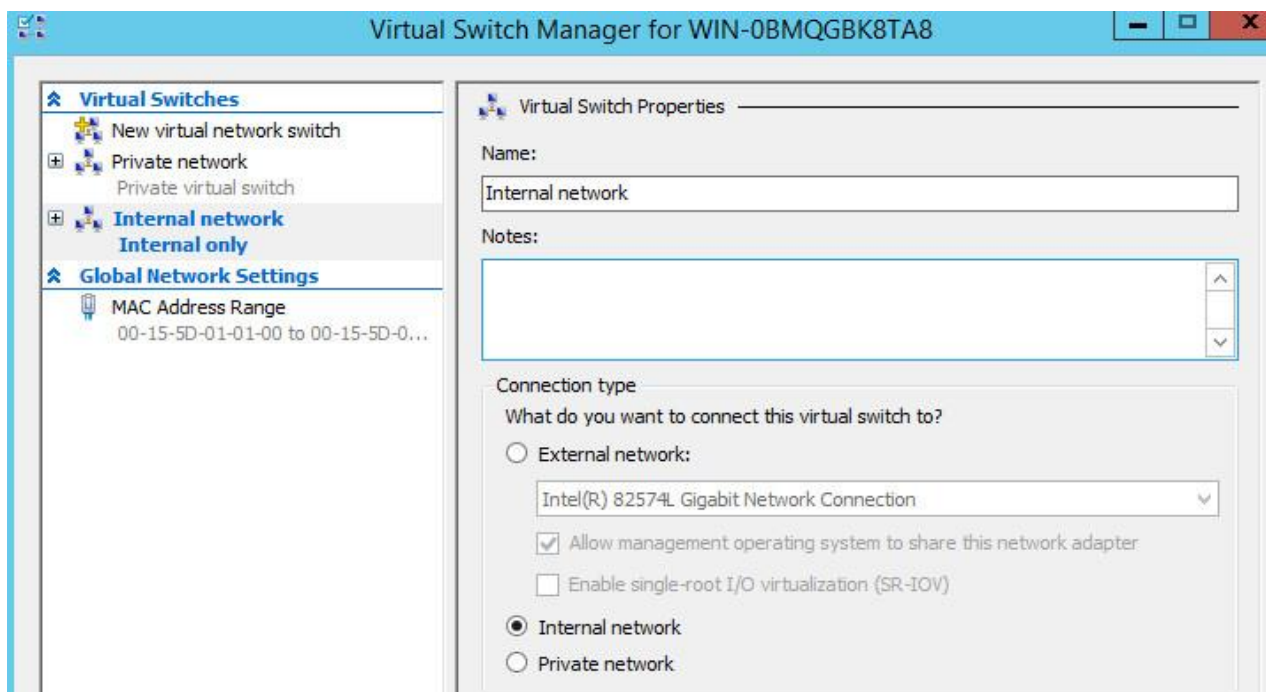 Virtual Switch Manager for WIN-0BMQGBK8TA8
Virtual Switches
New virtual network switch
Private network
Private virtual switch
Internal network
Internal only
Global Network Settings
MAC Address Range
00-15-5D-01-01-00 to 00-15-5D-0...
Virtual Switch Properties
Name:
Internal network
Notes:
Connection type
What do you want to connect this virtual switch to?
External network:
Intel(R) 82574L Gigabit Network Connection
Allow management operating system to share this network adapter
Enable single-root I/O virtualization (SR-IOV)
Internal network
Private network